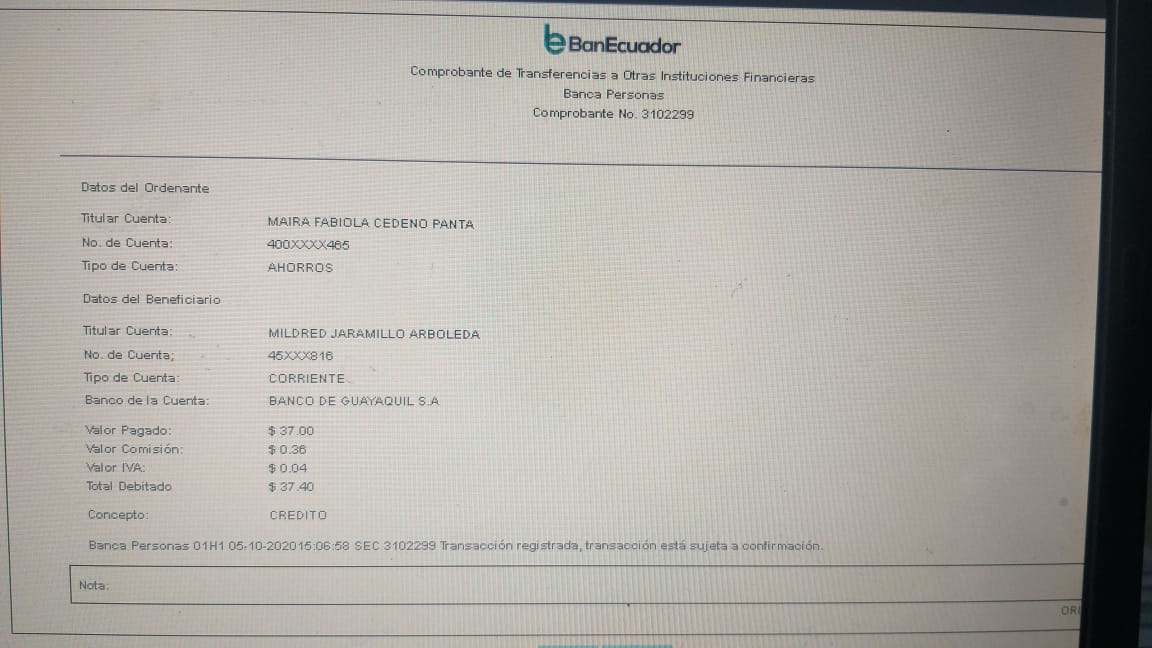 BanEcuador
Comprobante de Transferencias a Otras Instituciones Financieras
Banca Personas
Comprobante No. 3102299
Datos del Ordenante
Titular Cuenta: MAIRA FABIOLA CEDENO PANTA
No. de Cuenta: 400XXXX465
Tipo de Cuenta: AHORROS
Datos del Beneficiario
Titular Cuenta: MILDRED JARAMILLO ARBOLEDA
No. de Cuenta: 45XXX816
Tipo de Cuenta: CORRIENTE
Banco de la Cuenta: BANCO DE GUAYAQUIL S.A
Valor Pagado: $ 37.00
Valor Comisión: $ 0.36
Valor IVA: $ 0.04
Total Debitado $ 37.40
Concepto: CREDITO
Banca Personas 01H1 05-10-202015:06:58 SEC 3102299 Transacción registrada, transacción está sujeta a confirmación.
Nota: